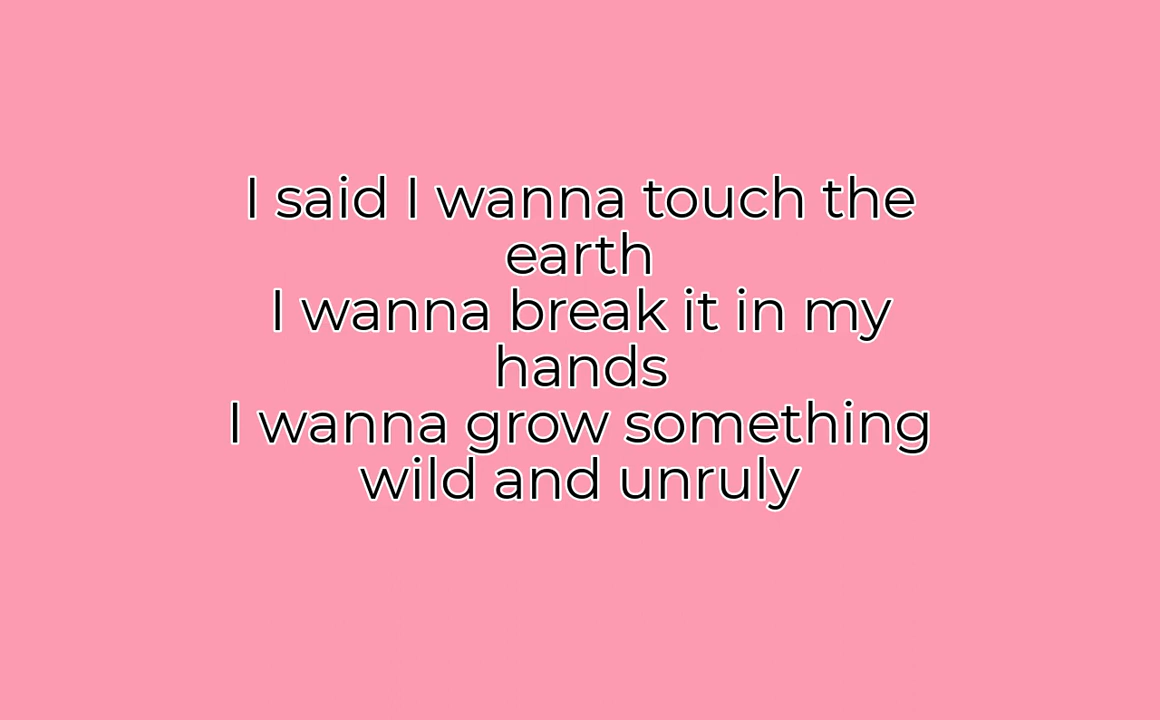 I said I wanna touch the
earth
I wanna break it in my
hands
I wanna grow something
wild and unruly